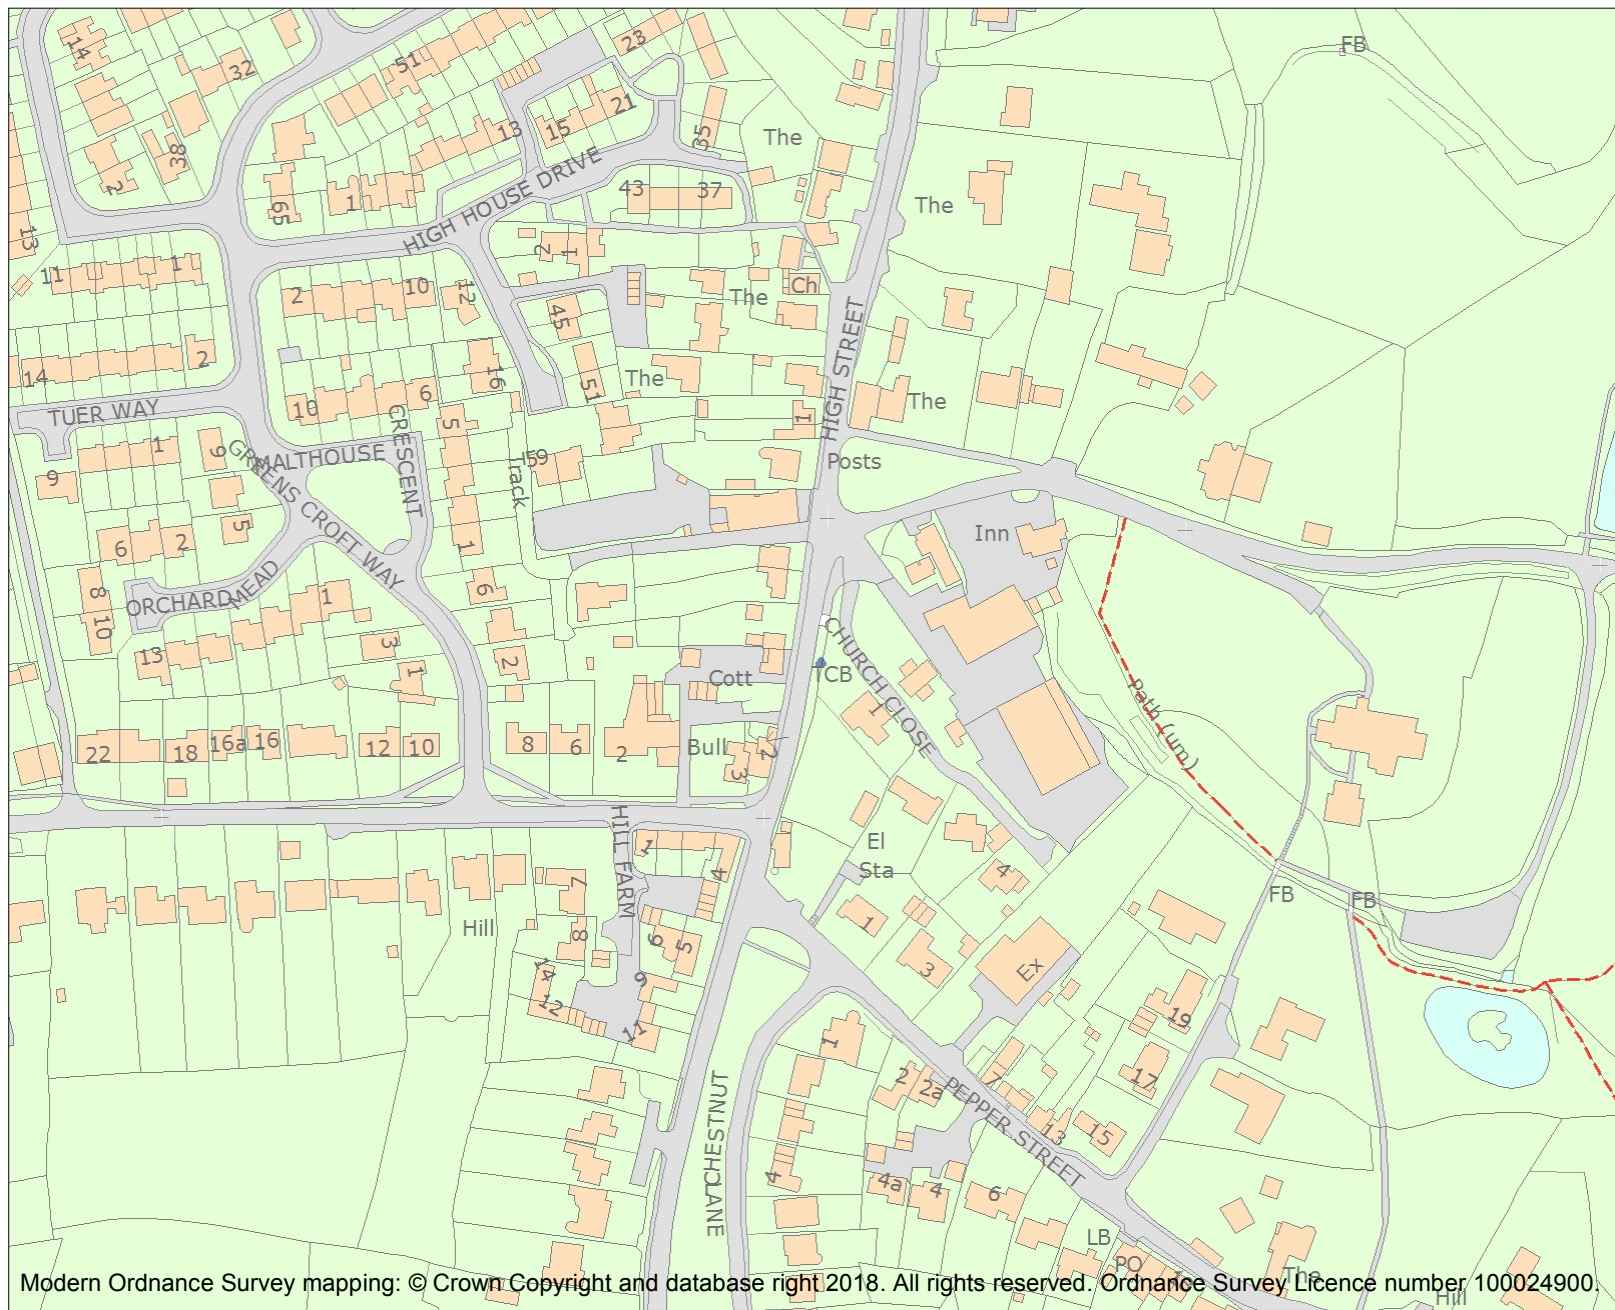 FB
23
14
51
32
21
13
15
35
The
38
2
43
37
HIGH HOUSE DRIVE
65
1
The
13
2
1
11
1
2
10
12
The
Ch
45
HIGH STREET
14
2
16
The
51
6
10
The
TUER WAY
CRESCENT
5
1
1
9
MALTHOUSE
59
Posts
9
GREENS CROFT WAY
Track
Inn
5
6
2
1
ORCHARD MEAD
8
10
1
6
13
3
1
2
CHURCH CLOSE
TCB
Cott
1
Path (um)
22
18
16a
16
12
10
8
6
2
Bull
3
2
HILL FARM
1
4
El
Sta
4
7
FB
FB
Hill
8
6
5
1
3
Ex
14
12
9
11
19
1
2
2a
7
17
PEPPER STREET
13
15
CHESTNUT
LANE
4
4a
4
6
LB
PO
The
Hill
Modern Ordnance Survey mapping: © Crown Copyright and database right 2018. All rights reserved. Ordnance Survey Licence number 100024900.